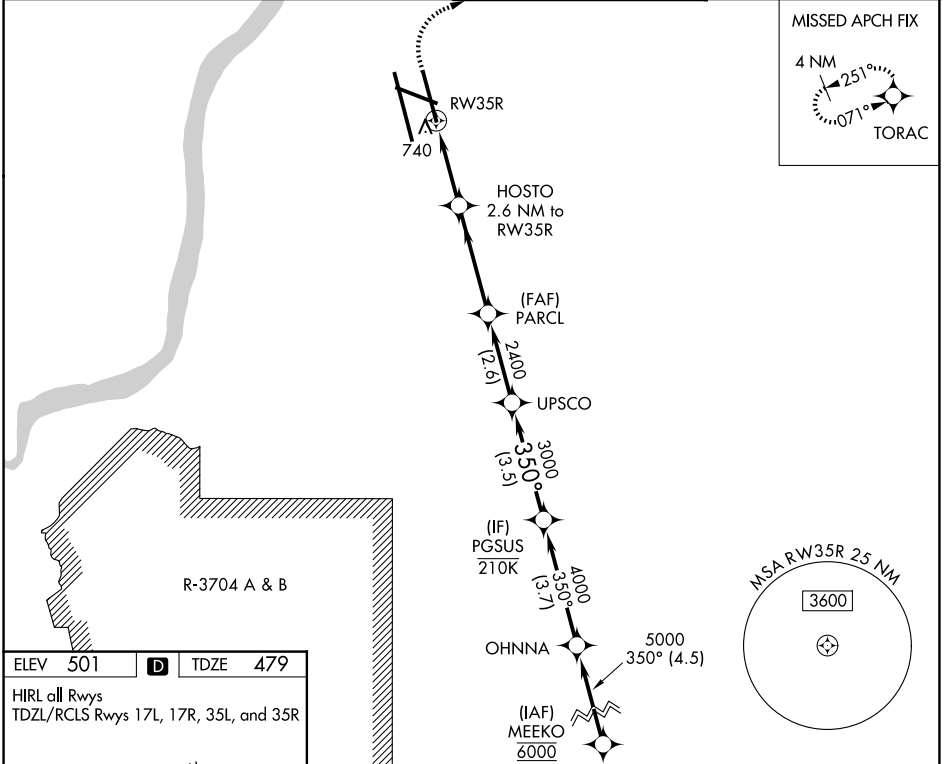 MISSED APCH FIX
4 NM
251°
071°
TORAC
RW35R
740
HOSTO
2.6 NM to
RW35R
(FAF)
PARCL
2400
(2.6)
UPSCO
3000
350°
(3.5)
(IF)
PGSUS
210K
4000
350°
(3.7)
R-3704 A & B
MSA RW35R 25 NM
3600
OHNNA
5000
350° (4.5)
(IAF)
MEEKO
6000
ELEV 501 D TDZE 479
HIRL all Rwys
TDZL/RCLS Rwys 17L, 17R, 35L, and 35R